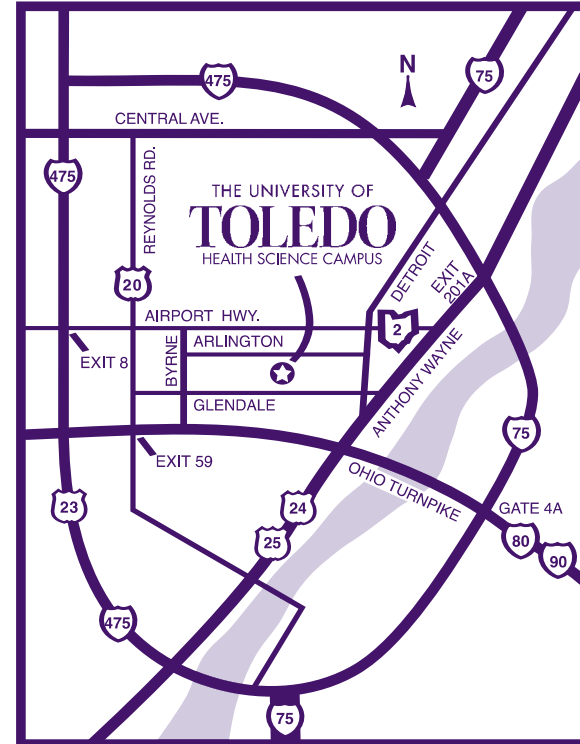 475
N
75
CENTRAL AVE.
475
REYNOLDS RD.
THE UNIVERSITY OF
TOLEDO
HEALTH SCIENCE CAMPUS
20
DETROIT
EXIT
201A
AIRPORT HWY.
2
ARLINGTON
EXIT 8
BYRNE
ANTHONY WAYNE
GLENDALE
75
EXIT 59
OHIO TURNPIKE
23
24
GATE 4A
25
80
90
475
75